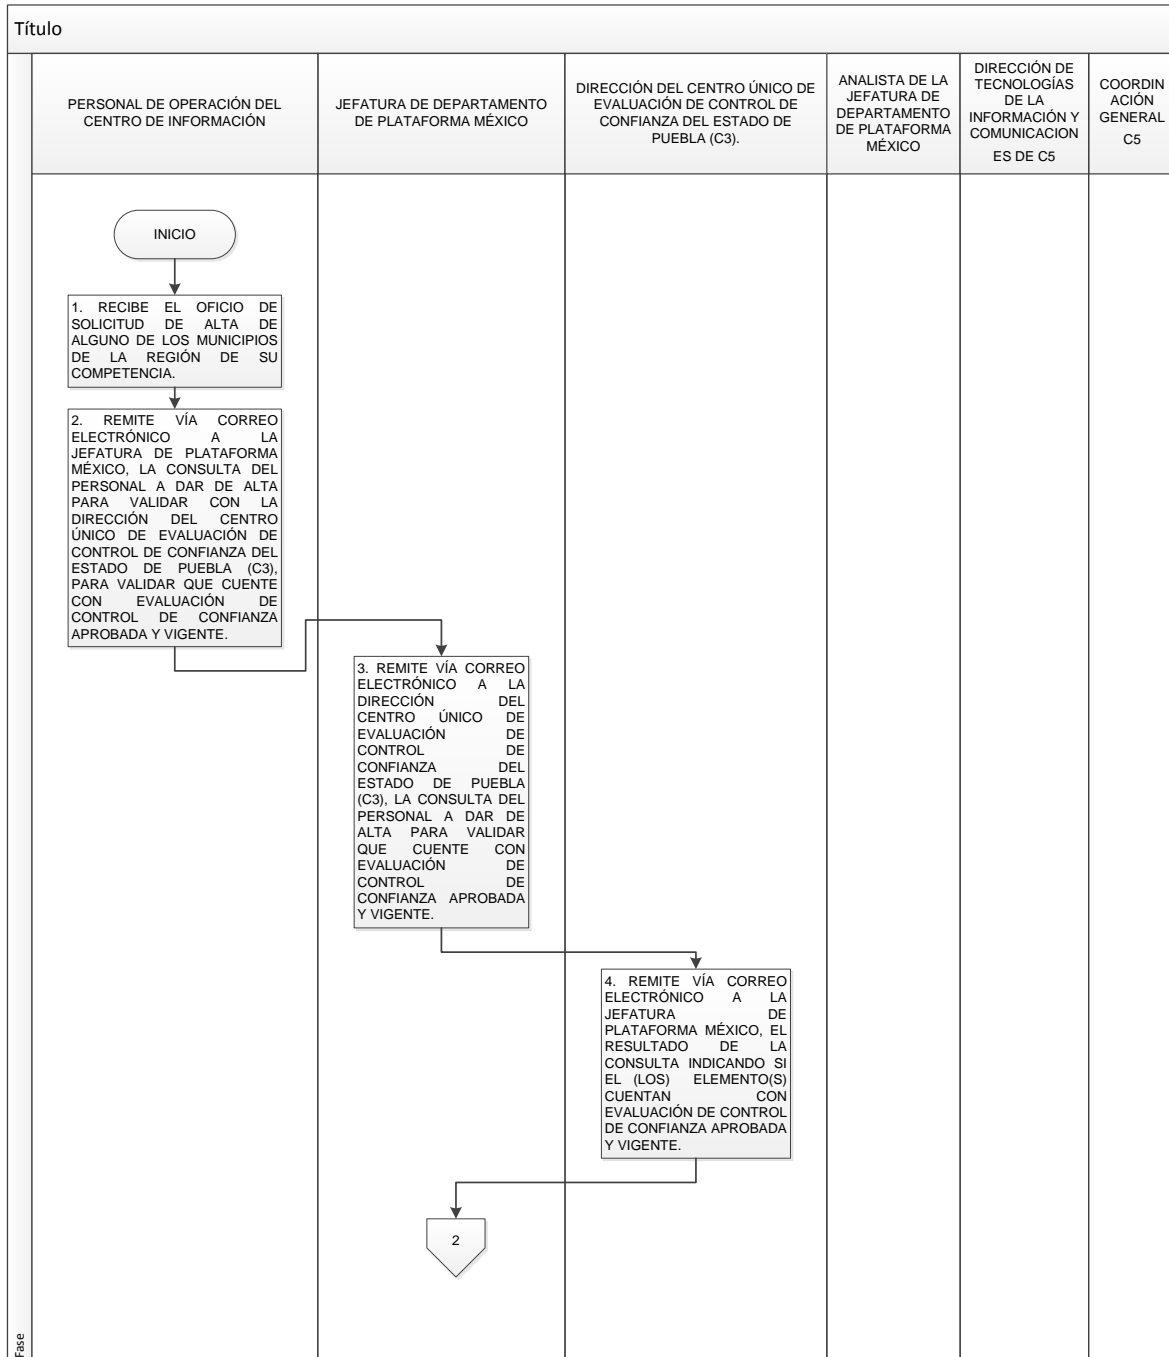 Título
PERSONAL DE OPERACIÓN DEL
CENTRO DE INFORMACIÓN
JEFATURA DE DEPARTAMENTO
DE PLATAFORMA MÉXICO
DIRECCIÓN DEL CENTRO ÚNICO DE
EVALUACIÓN DE CONTROL DE
CONFIANZA DEL ESTADO DE
PUEBLA (C3).
ANALISTA DE LA
JEFATURA DE
DEPARTAMENTO
DE PLATAFORMA
MÉXICO
DIRECCIÓN DE
TECNOLOGÍAS
DE LA
INFORMACIÓN Y
COMUNICACION
ES DE C5
COORDIN
ACIÓN
GENERAL
C5
INICIO
1. RECIBE EL OFICIO DE
SOLICITUD DE ALTA DE
ALGUNO DE LOS MUNICIPIOS
DE LA REGIÓN DE SU
COMPETENCIA.
2. REMITE VÍA CORREO
ELECTRÓNICO A LA
JEFATURA DE PLATAFORMA
MÉXICO, LA CONSULTA DEL
PERSONAL A DAR DE ALTA
PARA VALIDAR CON LA
DIRECCIÓN DEL CENTRO
ÚNICO DE EVALUACIÓN DE
CONTROL DE CONFIANZA DEL
ESTADO DE PUEBLA (C3),
PARA VALIDAR QUE CUENTE
CON EVALUACIÓN DE
CONTROL DE CONFIANZA
APROBADA Y VIGENTE.
3. REMITE VÍA CORREO
ELECTRÓNICO A LA
DIRECCIÓN DEL
CENTRO ÚNICO DE
EVALUACIÓN DE
CONTROL DE
CONFIANZA DEL
ESTADO DE PUEBLA
(C3), LA CONSULTA DEL
PERSONAL A DAR DE
ALTA PARA VALIDAR
QUE CUENTE CON
EVALUACIÓN DE
CONTROL DE
CONFIANZA APROBADA
Y VIGENTE.
4. REMITE VÍA CORREO
ELECTRÓNICO A LA
JEFATURA DE
PLATAFORMA MÉXICO, EL
RESULTADO DE LA
CONSULTA INDICANDO SI
EL (LOS) ELEMENTO(S)
CUENTAN CON
EVALUACIÓN DE CONTROL
DE CONFIANZA APROBADA
Y VIGENTE.
2
Fase